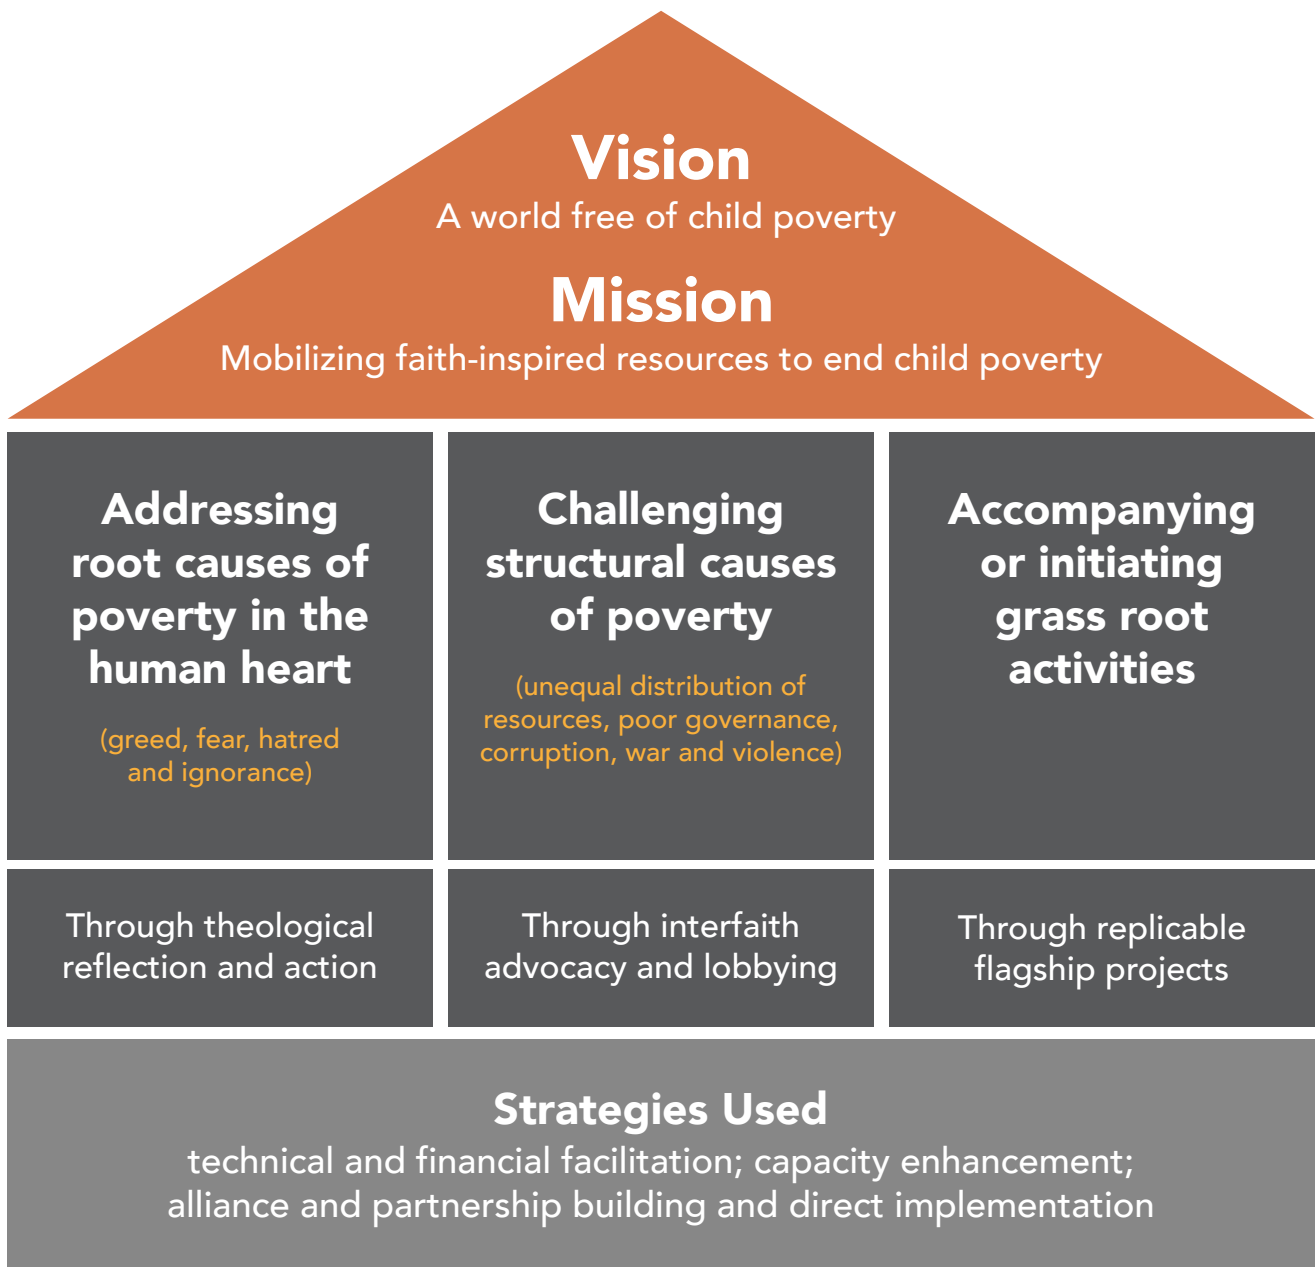 Vision
A world free of child poverty
Mission
Mobilizing faith-inspired resources to end child poverty
Addressing
root causes of
poverty in the
human heart
(greed, fear, hatred
and ignorance)
Challenging
structural causes
of poverty
(unequal distribution of
resources, poor governance,
corruption, war and violence)
Accompanying
or initiating
grass root
activities
Through theological
reflection and action
Through interfaith
advocacy and lobbying
Through replicable
flagship projects
Strategies Used
technical and financial facilitation; capacity enhancement;
alliance and partnership building and direct implementation